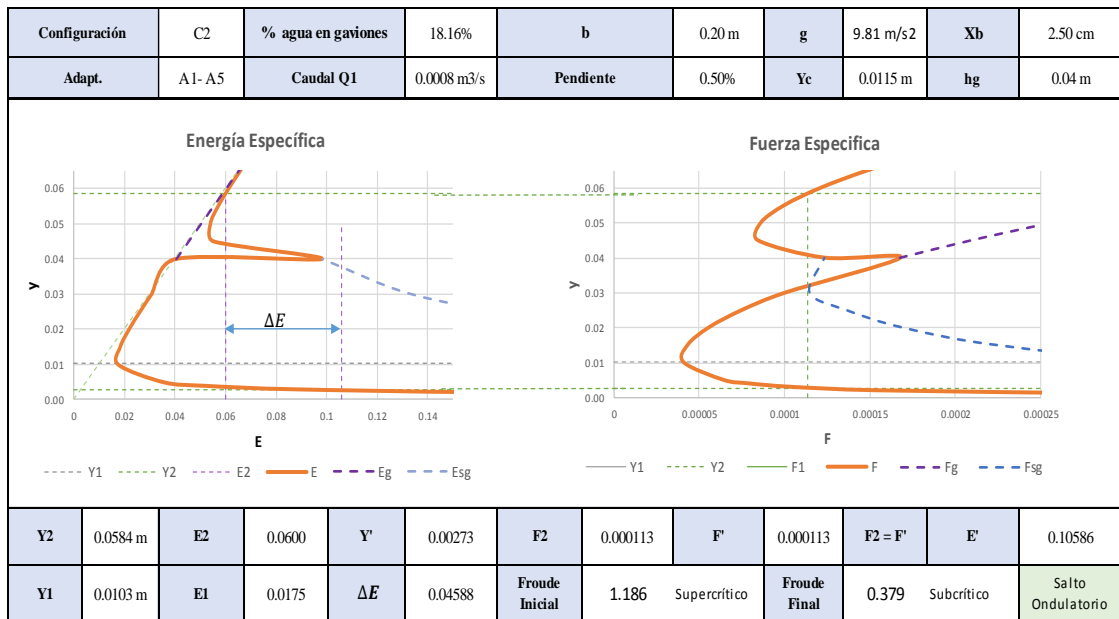 Configuración C2 % agua en gaviones 18.16% b 0.20 m g 9.81 m/s2 Xb 2.50 cm
Adapt. A1- A5 Caudal Q1 0.0008 m3/s Pendiente 0.50% Yc 0.0115 m hg 0.04 m
Energía Específica
0.06
0.05
0.04
0.03
0.02
0.01
0.00
y
ΔE
0 0.02 0.04 0.06 0.08 0.1 0.12 0.14
E
Y1 Y2 E2 E Eg Esg
Fuerza Especifica
0.06
0.05
0.04
0.03
0.02
0.01
0.00
y
0 0.00005 0.0001 0.00015 0.0002 0.00025
F
Y1 Y2 F1 F Fg Fsg
Y2 0.0584 m E2 0.0600 Y' 0.00273 F2 0.000113 F' 0.000113 F2 = F' E' 0.10586
Y1 0.0103 m E1 0.0175 ΔE 0.04588 Froude Inicial 1.186 Supercrítico Froude Final 0.379 Subcrítico Salto Ondulatorio